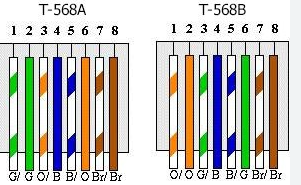 T-568A
1 2 3 4 5 6 7 8
G/ G O/ B B/ O Br/ Br
T-568B
1 2 3 4 5 6 7 8
O/ O G/ B B/ G Br/ Br